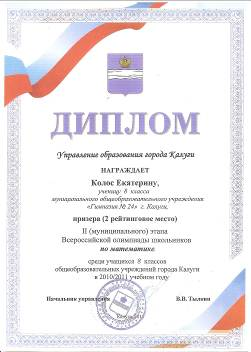 ДИПЛОМ
Управление образования города Калуги
НАГРАЖДАЕТ
Колос Екатерину,
ученицу 8 класса
муниципального общеобразовательного учреждения
«Гимназия № 24» г. Калуги,
призера (2 рейтинговое место)
II (муниципального) этапа
Всероссийской олимпиады школьников
по математике
среди учащихся 8 классов
общеобразовательных учреждений города Калуги
в 2010/2011 учебном году
Начальник управления